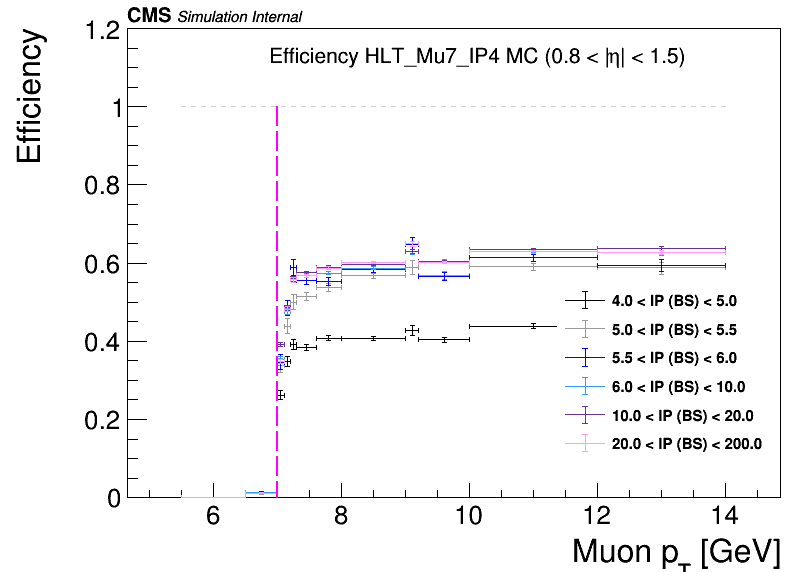 CMS Simulation Internal
Efficiency HLT_Mu7_IP4 MC (0.8 < |η| < 1.5)
Efficiency
1.2
1
0.8
0.6
0.4
0.2
0
4.0 < IP (BS) < 5.0
5.0 < IP (BS) < 5.5
5.5 < IP (BS) < 6.0
6.0 < IP (BS) < 10.0
10.0 < IP (BS) < 20.0
20.0 < IP (BS) < 200.0
6 8 10 12 14
Muon p_T [GeV]